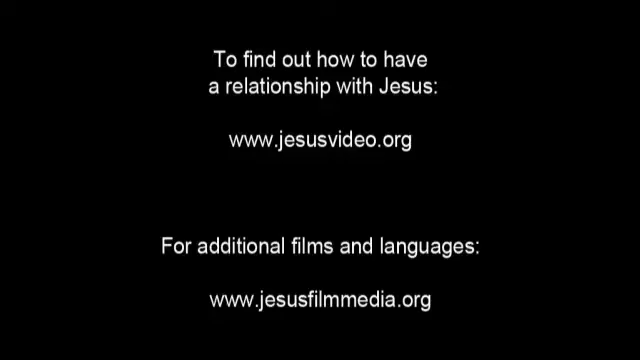 To find out how to have
a relationship with Jesus:
www.jesusvideo.org
For additional films and languages:
www.jesusfilmmedia.org